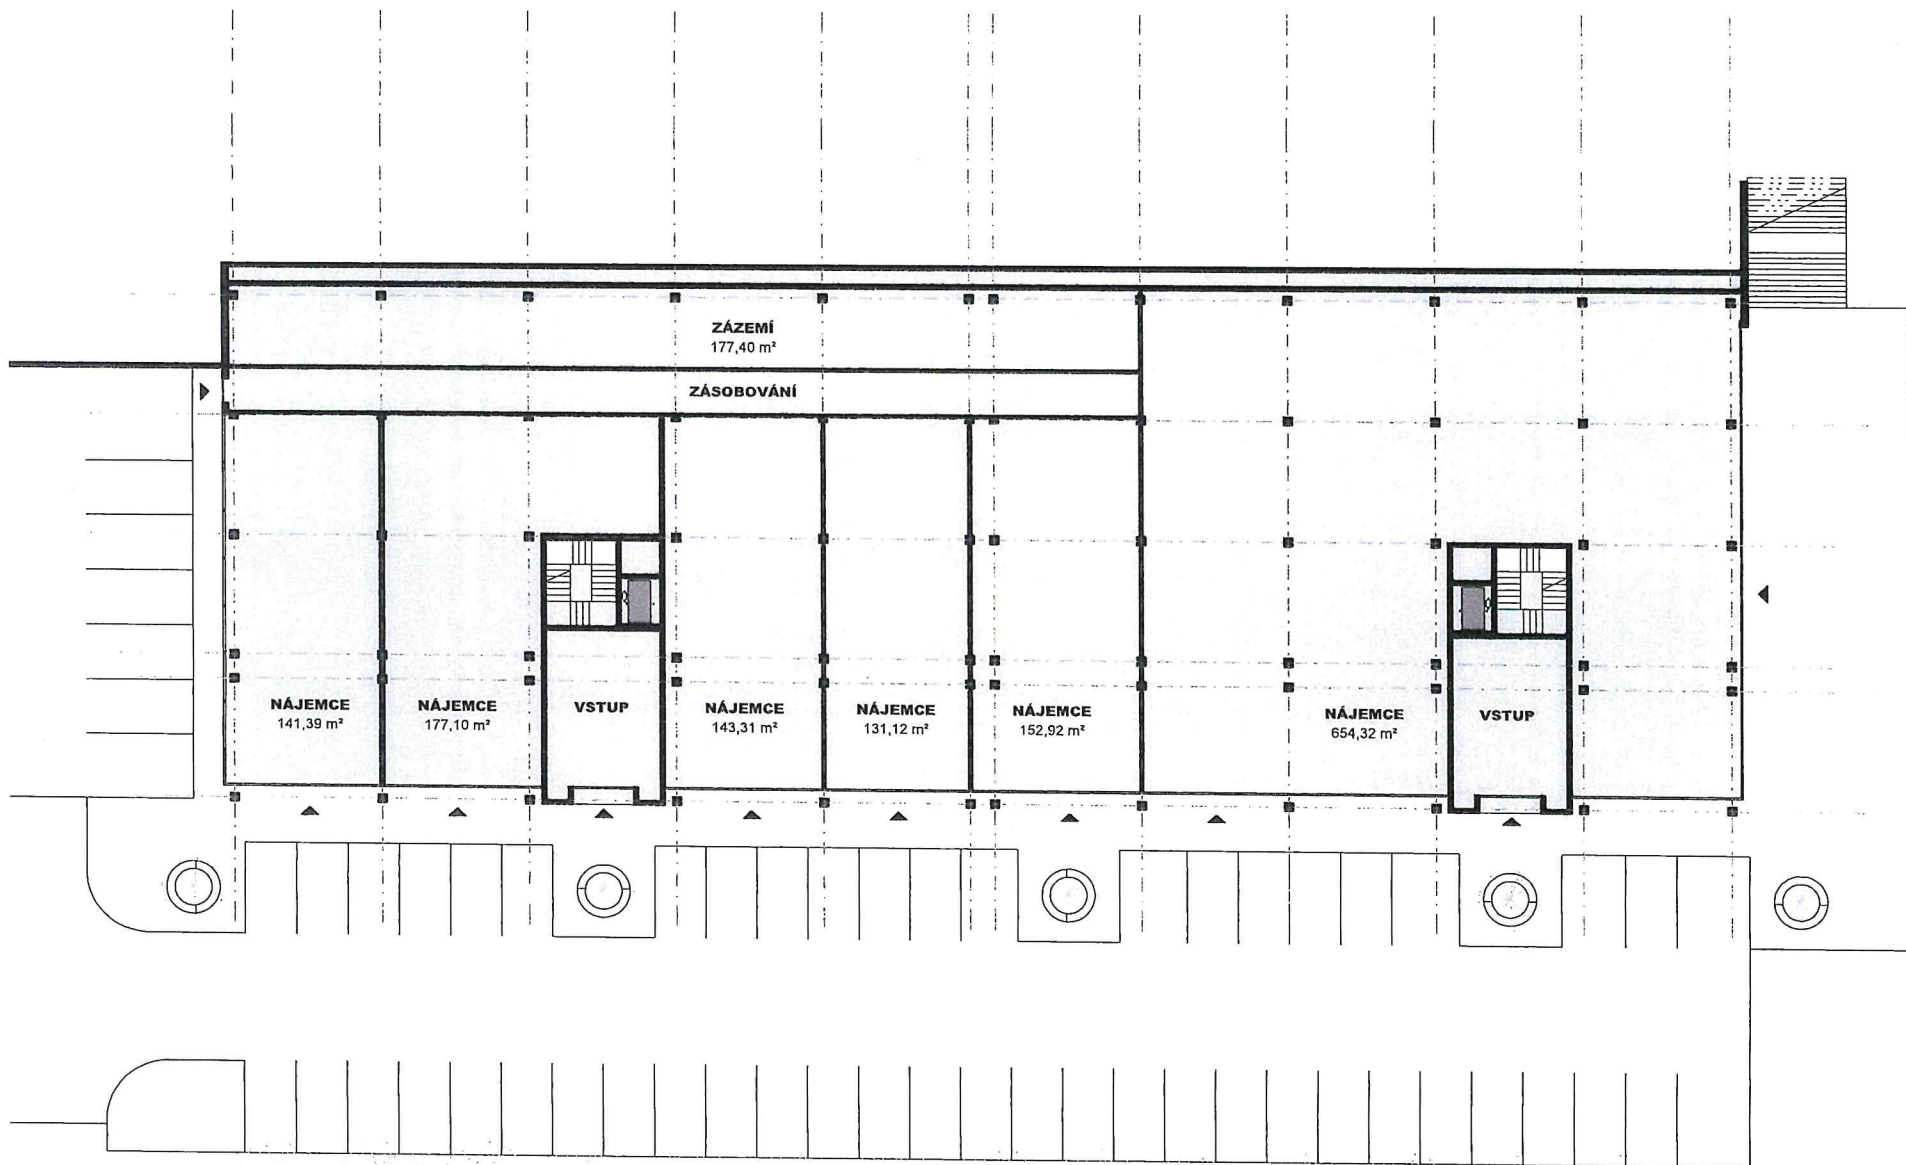 ZÁZEMÍ
177,40 m²
ZÁSOBOVÁNÍ
NÁJEMCE
141,39 m²
NÁJEMCE
177,10 m²
VSTUP
NÁJEMCE
143,31 m²
NÁJEMCE
131,12 m²
NÁJEMCE
152,92 m²
NÁJEMCE
654,32 m²
VSTUP